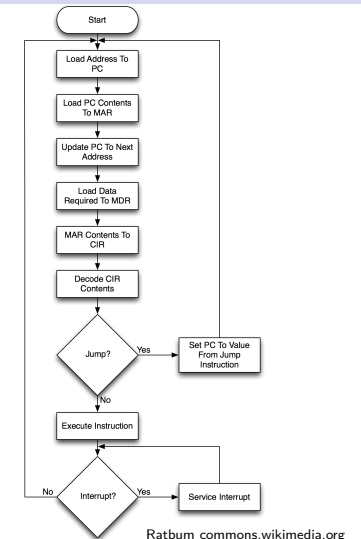 Start
Load Address To
PC
Load PC Contents
To MAR
Update PC To Next
Address
Load Data
Required To MDR
MAR Contents To
CIR
Decode CIR
Contents
Jump?
Yes
Set PC To Value
From Jump
Instruction
No
Execute Instruction
No
Interrupt?
Yes
Service Interrupt
Ratbum commons.wikimedia.org